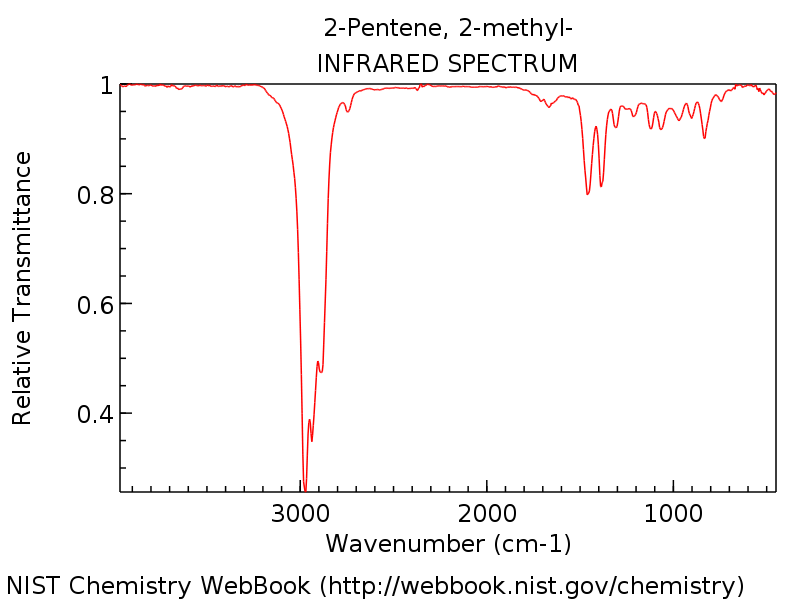 2-Pentene, 2-methyl-
INFRARED SPECTRUM
1
0.8
0.6
0.4
Relative Transmittance
3000 2000 1000
Wavenumber (cm-1)
NIST Chemistry WebBook (http://webbook.nist.gov/chemistry)